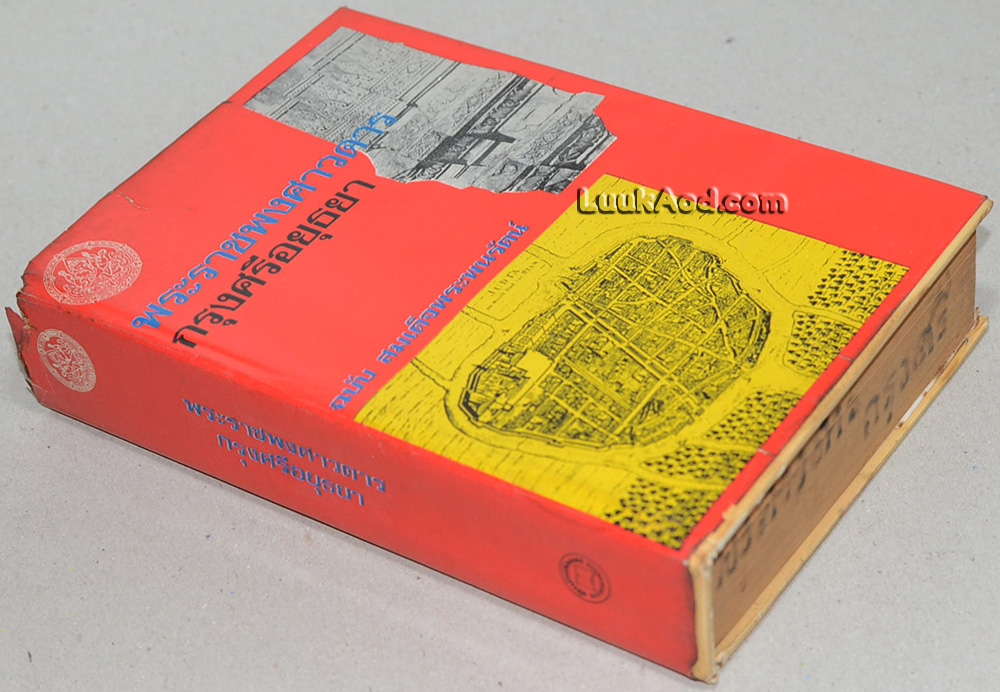 พระราชพงศาวดาร
กรุงศรีอยุธยา
ฉบับ สมเด็จพระพนรัตน์
LuukAod.com
พระราชพงศาวดาร
กรุงศรีอยุธยา